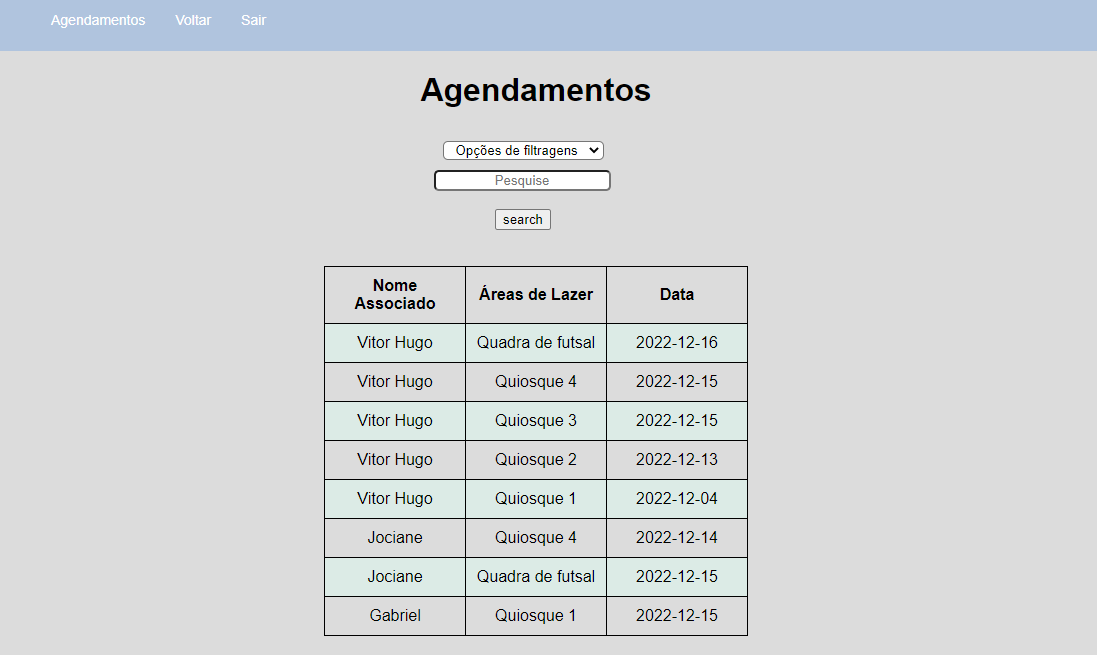 Agendamentos Voltar Sair
Agendamentos
Opções de filtragens
Pesquise
search
Nome Associado Áreas de Lazer Data
Vitor Hugo Quadra de futsal 2022-12-16
Vitor Hugo Quiosque 4 2022-12-15
Vitor Hugo Quiosque 3 2022-12-15
Vitor Hugo Quiosque 2 2022-12-13
Vitor Hugo Quiosque 1 2022-12-04
Jociane Quiosque 4 2022-12-14
Jociane Quadra de futsal 2022-12-15
Gabriel Quiosque 1 2022-12-15